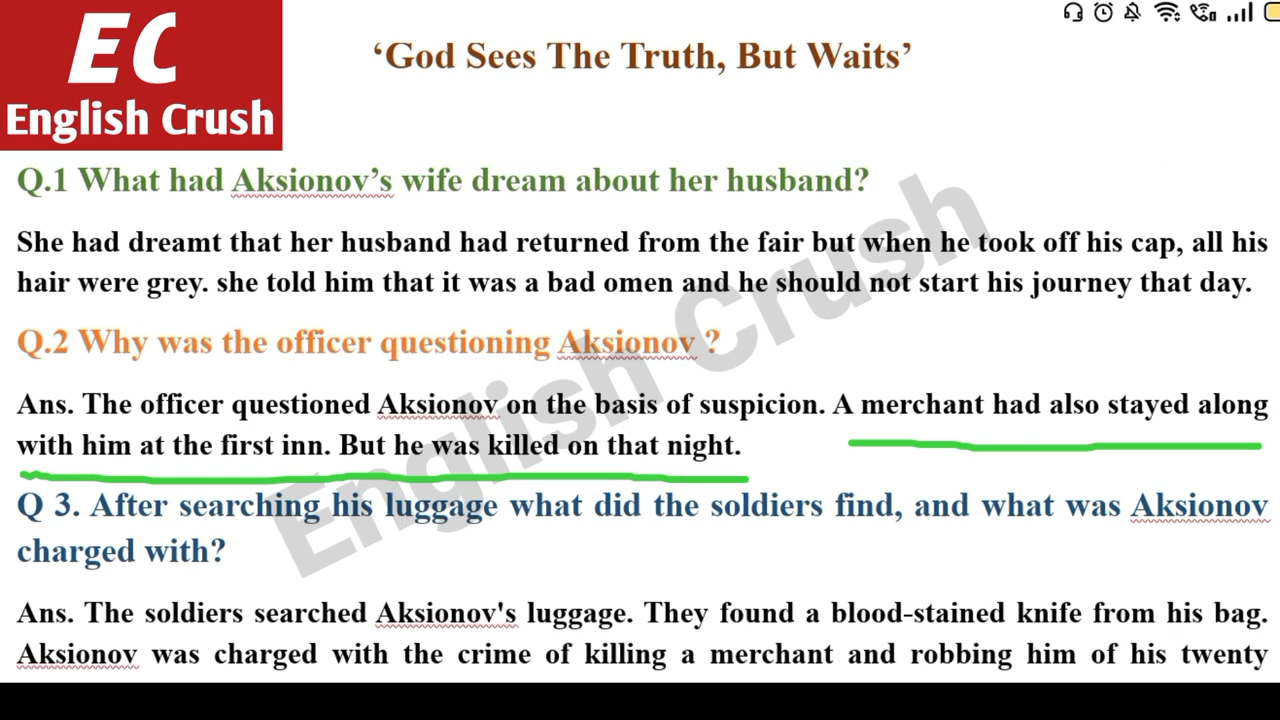 EC
English Crush
‘God Sees The Truth, But Waits’
Q.1 What had Aksionov’s wife dream about her husband?
She had dreamt that her husband had returned from the fair but when he took off his cap, all his
hair were grey. she told him that it was a bad omen and he should not start his journey that day.
Q.2 Why was the officer questioning Aksionov ?
Ans. The officer questioned Aksionov on the basis of suspicion. A merchant had also stayed along
with him at the first inn. But he was killed on that night.
Q 3. After searching his luggage what did the soldiers find, and what was Aksionov
charged with?
Ans. The soldiers searched Aksionov's luggage. They found a blood-stained knife from his bag.
Aksionov was charged with the crime of killing a merchant and robbing him of his twenty
English Crush